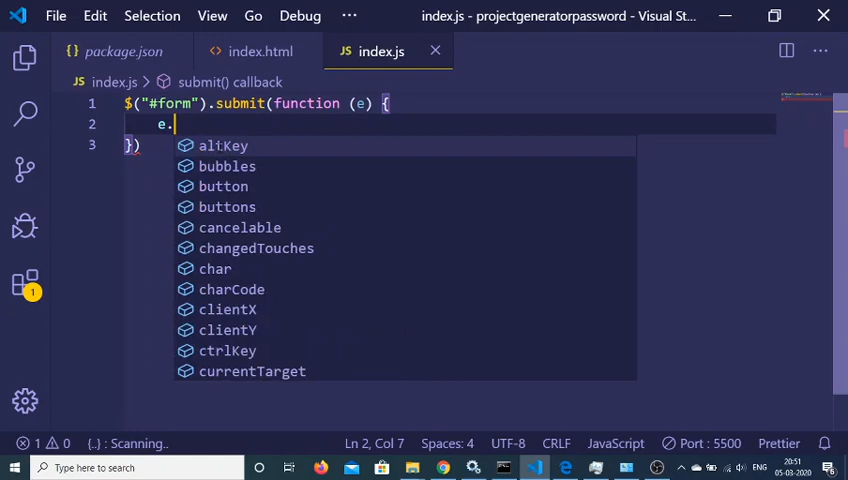 File Edit Selection View Go Debug ··· index.js - projectgeneratorpassword - Visual St...
{} package.json <> index.html JS index.js
JS index.js > submit() callback
1 $("#form").submit(function (e) {
2 e.
3 })
altKey
bubbles
button
buttons
cancelable
changedTouches
char
charCode
clientX
clientY
ctrlKey
currentTarget
1
1 0 {..} : Scanning.. Ln 2, Col 7 Spaces: 4 UTF-8 CRLF JavaScript Port : 5500 Prettier
Type here to search ENG 20:51
05-03-2020 6